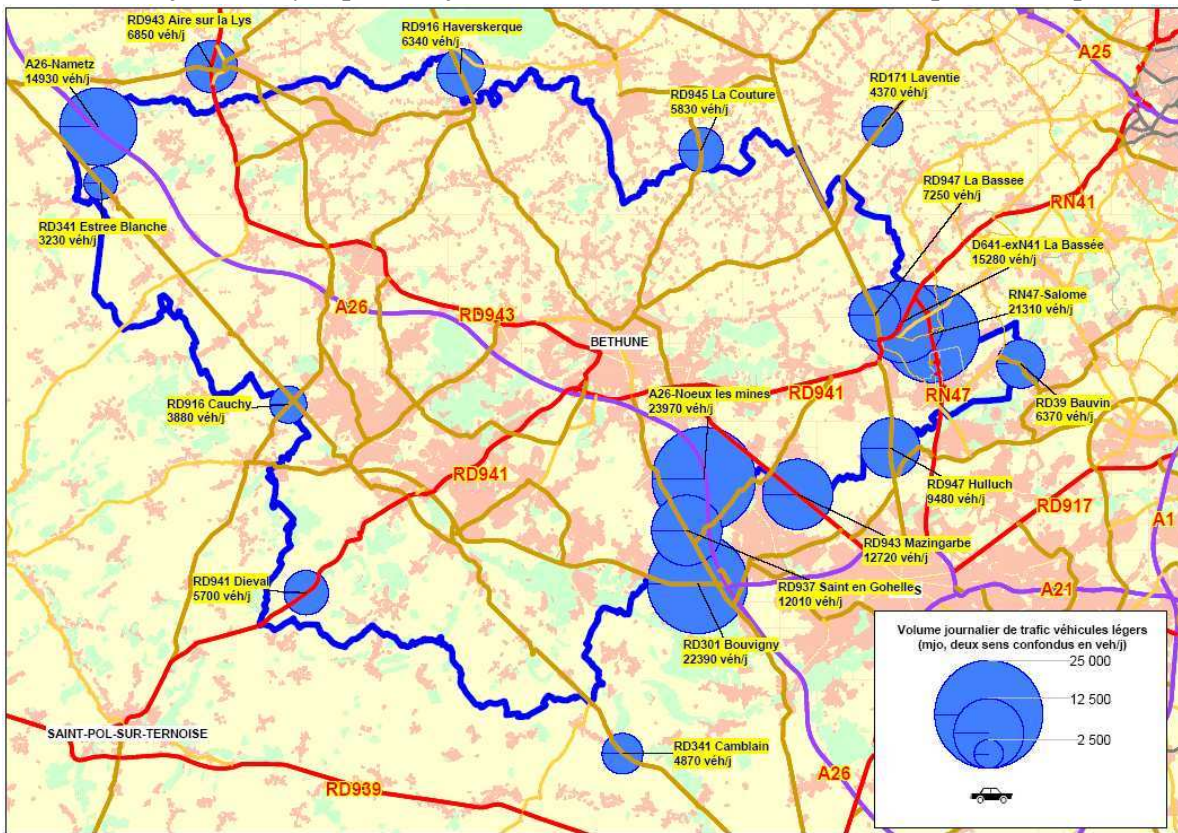 RD943 Aire sur la Lys
6850 véh/j
RD916 Haverskerque
6340 véh/j
A25
A26-Nametz
14930 véh/j
RD171 Laventie
4370 véh/j
RD945 La Couture
5830 véh/j
RD947 La Bassee
7250 véh/j
RN41
RD341 Estree Blanche
3230 véh/j
D641-exN41 La Bassée
15280 véh/j
RN47-Salome
21310 véh/j
A26
RD943
BETHUNE
A26-Noeux les mines
23970 véh/j
RD941
RN47
RD39 Bauvin
6370 véh/j
RD916 Cauchy
3880 véh/j
RD941
RD947 Hulluch
9480 véh/j
RD917
A1
RD943 Mazingarbe
12720 véh/j
RD941 Dieval
5700 véh/j
RD937 Saint en Gohelles
12010 véh/j
A21
RD301 Bouvigny
22390 véh/j
Volume journalier de trafic véhicules légers
(mjo, deux sens confondus en veh/j)
25 000
12 500
2 500
SAINT-POL-SUR-TERNOISE
RD341 Camblain
4870 véh/j
A26
RD939